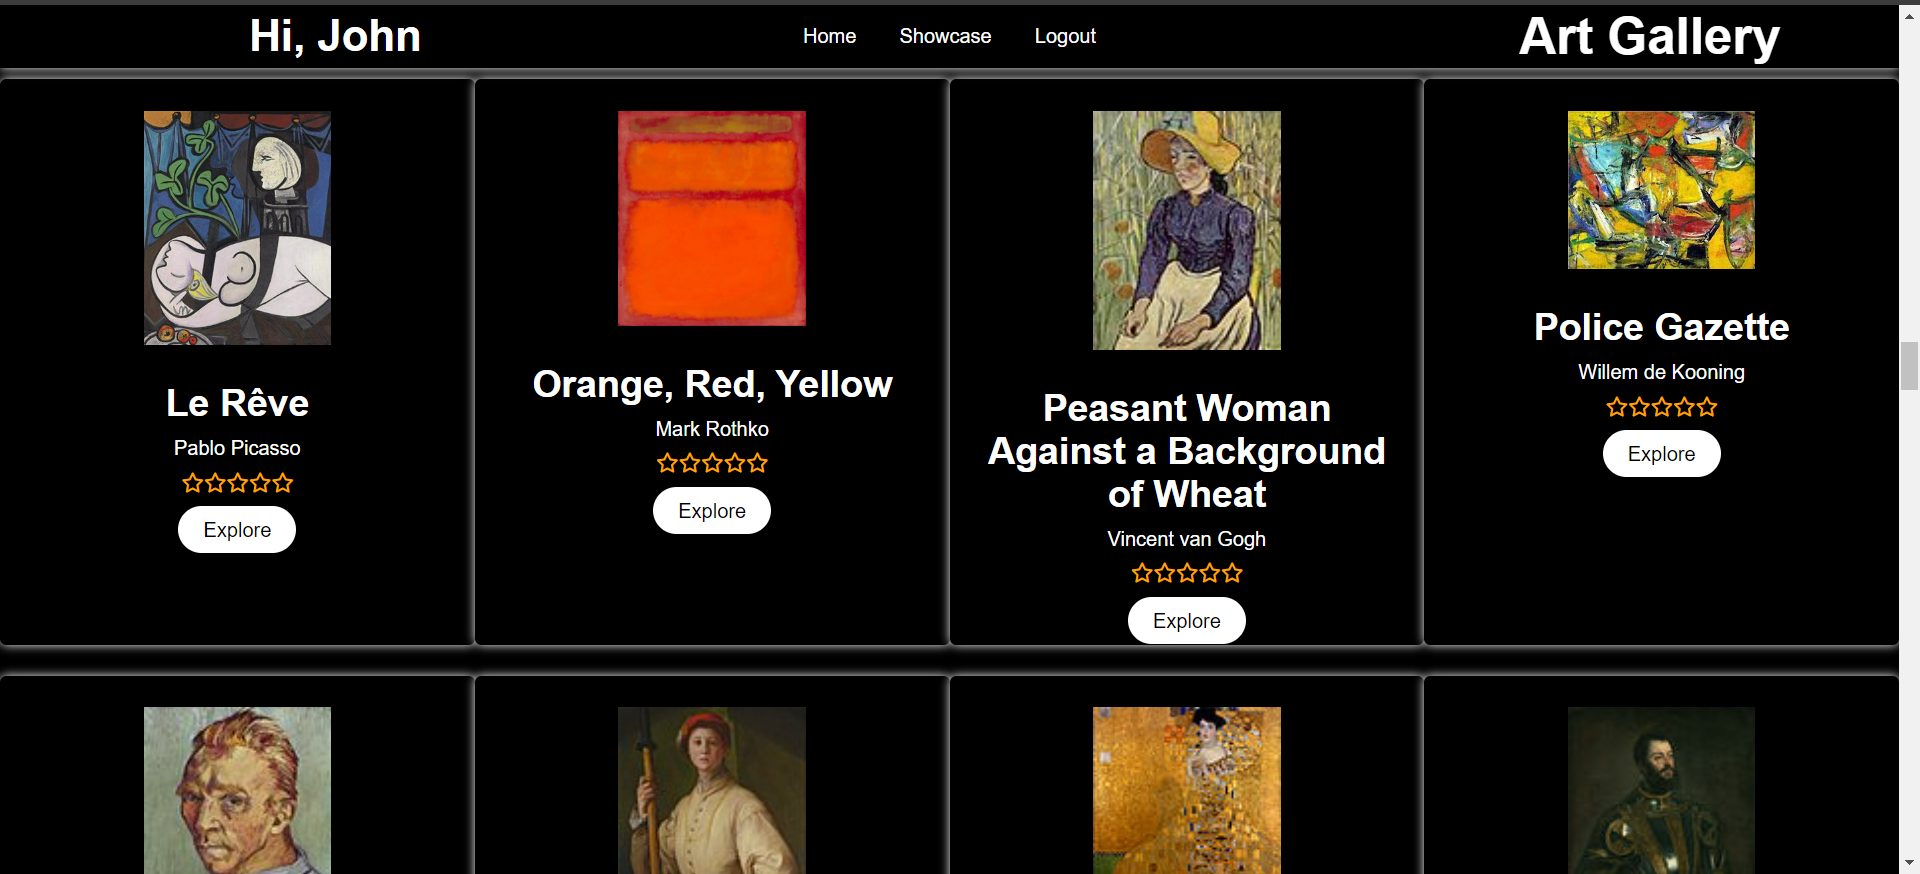 Hi, John
Home
Showcase
Logout
Art Gallery
Le Rêve
Pablo Picasso
Explore
Orange, Red, Yellow
Mark Rothko
Explore
Peasant Woman
Against a Background
of Wheat
Vincent van Gogh
Explore
Police Gazette
Willem de Kooning
Explore